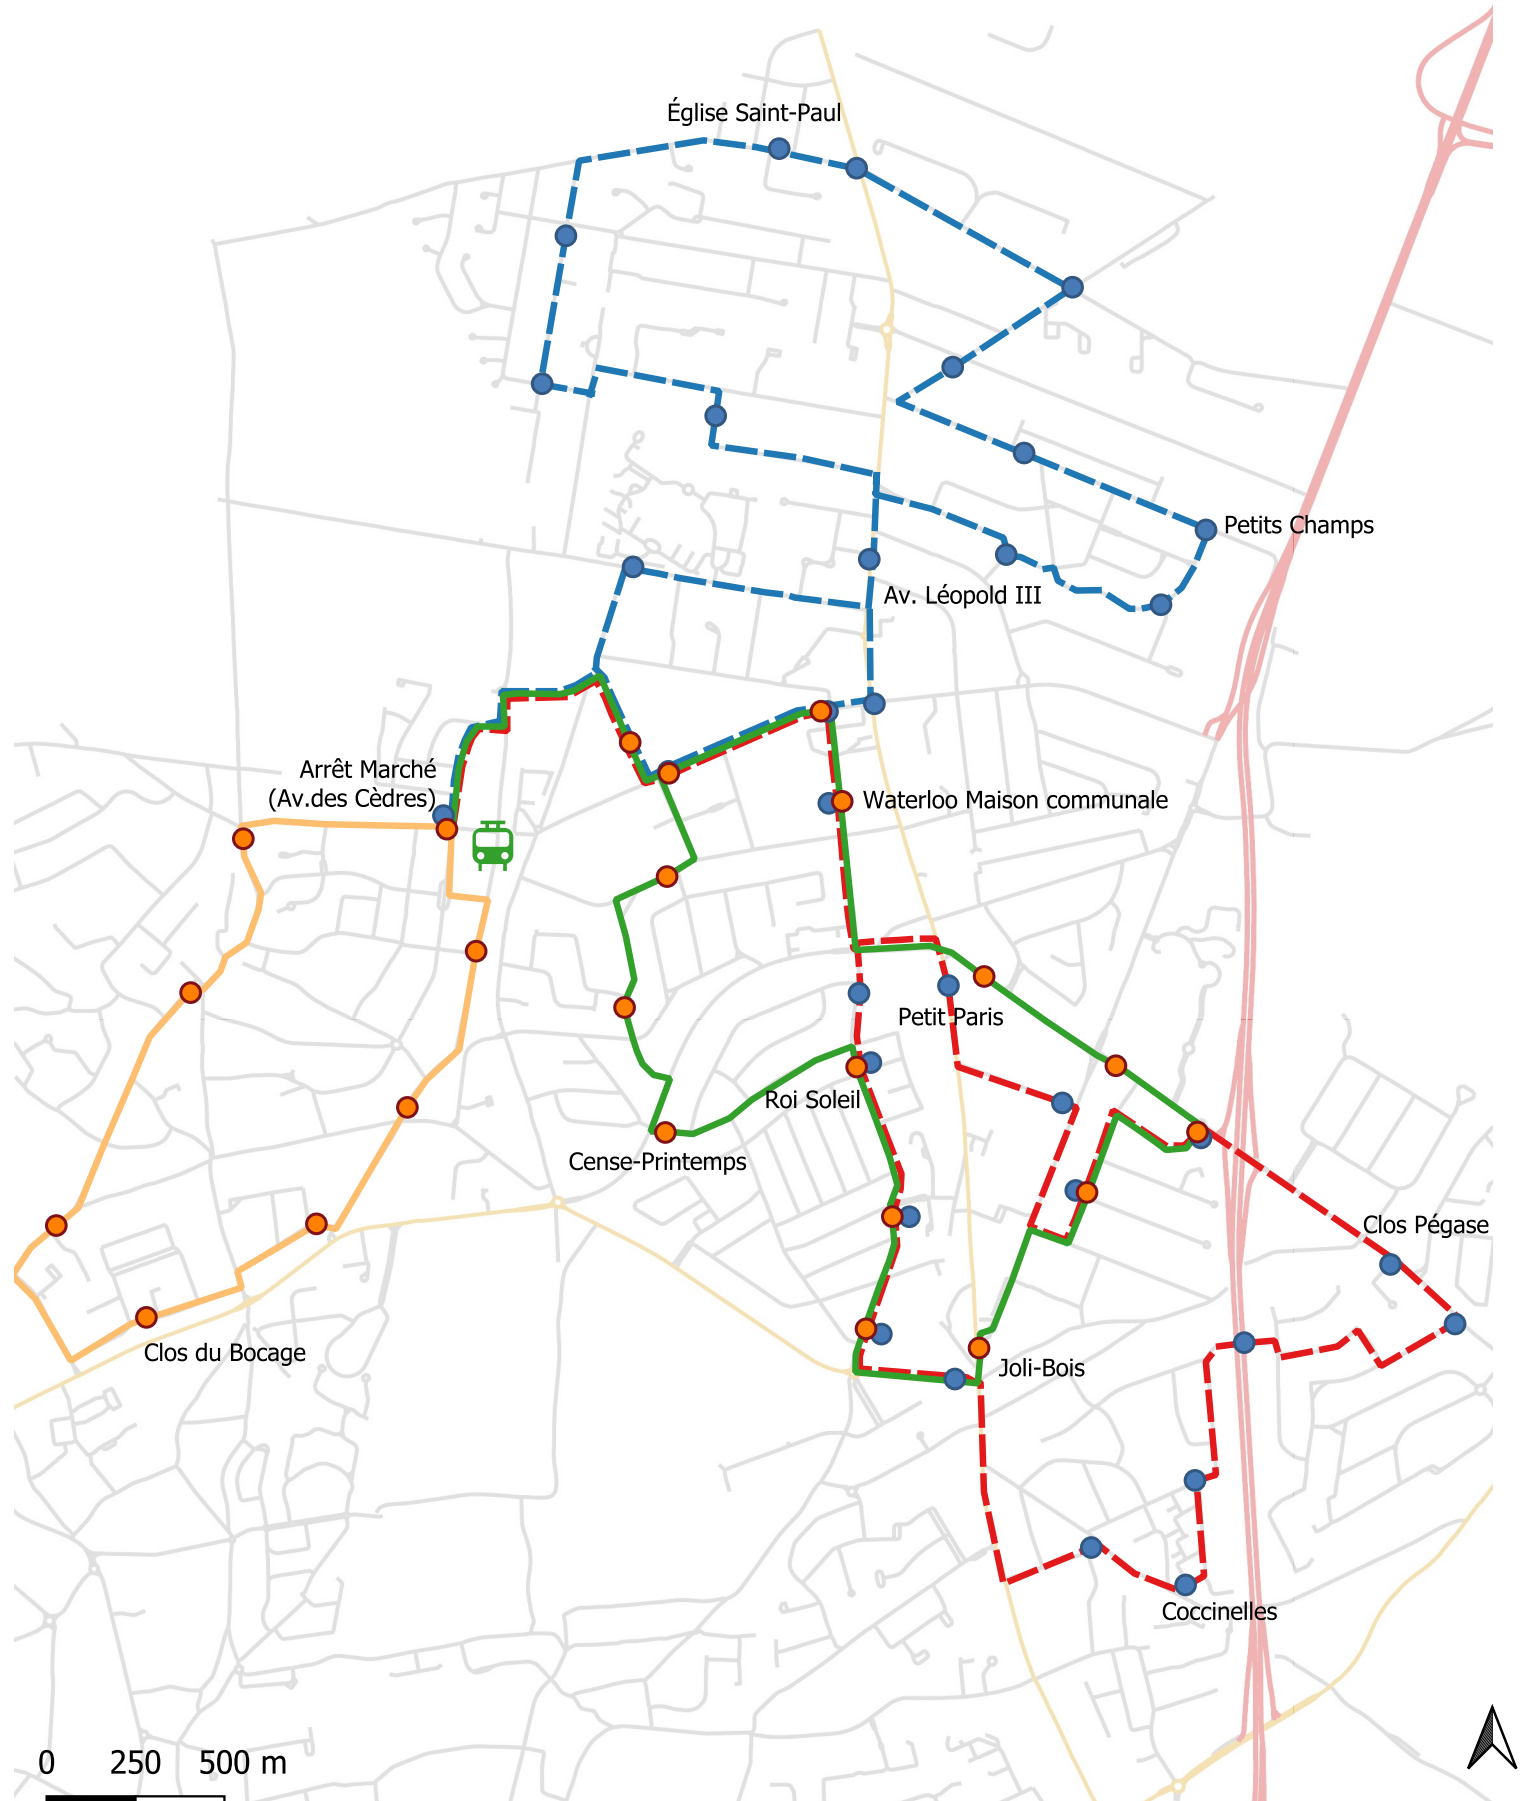 Église Saint-Paul
Petits Champs
Av. Léopold III
Arrêt Marché
(Av.des Cèdres)
Waterloo Maison communale
Petit Paris
Roi Soleil
Cense-Printemps
Clos Pégase
Clos du Bocage
Joli-Bois
Coccinelles
0 250 500 m